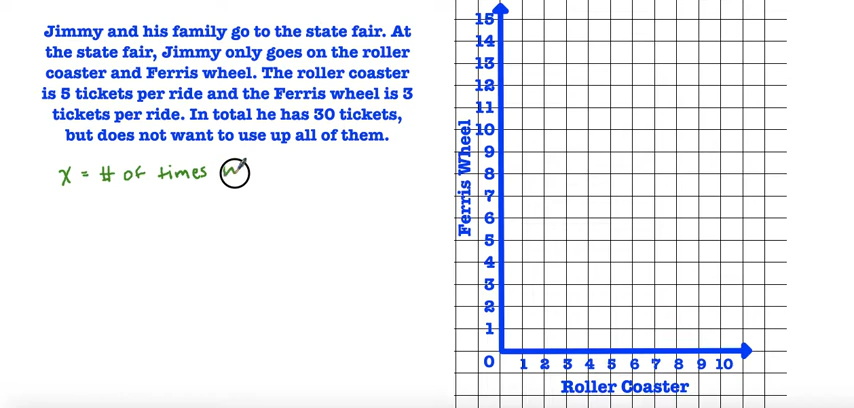 Jimmy and his family go to the state fair. At
the state fair, Jimmy only goes on the roller
coaster and Ferris wheel. The roller coaster
is 5 tickets per ride and the Ferris wheel is 3
tickets per ride. In total he has 30 tickets,
but does not want to use up all of them.
x = # of times
Ferris Wheel
15
14
13
12
11
10
9
8
7
6
5
4
3
2
1
0
1 2 3 4 5 6 7 8 9 10
Roller Coaster